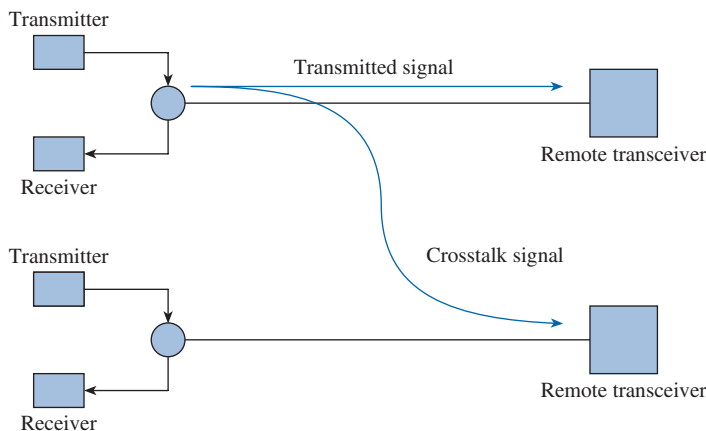 Transmitter
Transmitted signal
Remote transceiver
Receiver
Transmitter
Crosstalk signal
Remote transceiver
Receiver